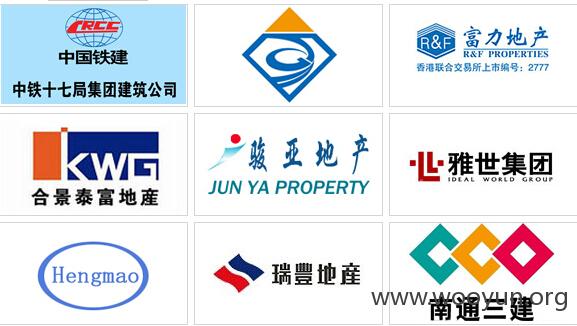 CRCC
中国铁建
中铁十七局集团建筑公司
R&F
富力地产
R&F PROPERTIES
香港联合交易所上市编号：2777
KWG
合景泰富地産
骏亚地产
JUN YA PROPERTY
雅世集团
IDEAL WORLD GROUP
Hengmao
瑞豐地産
南通三建
www.wooyun.org